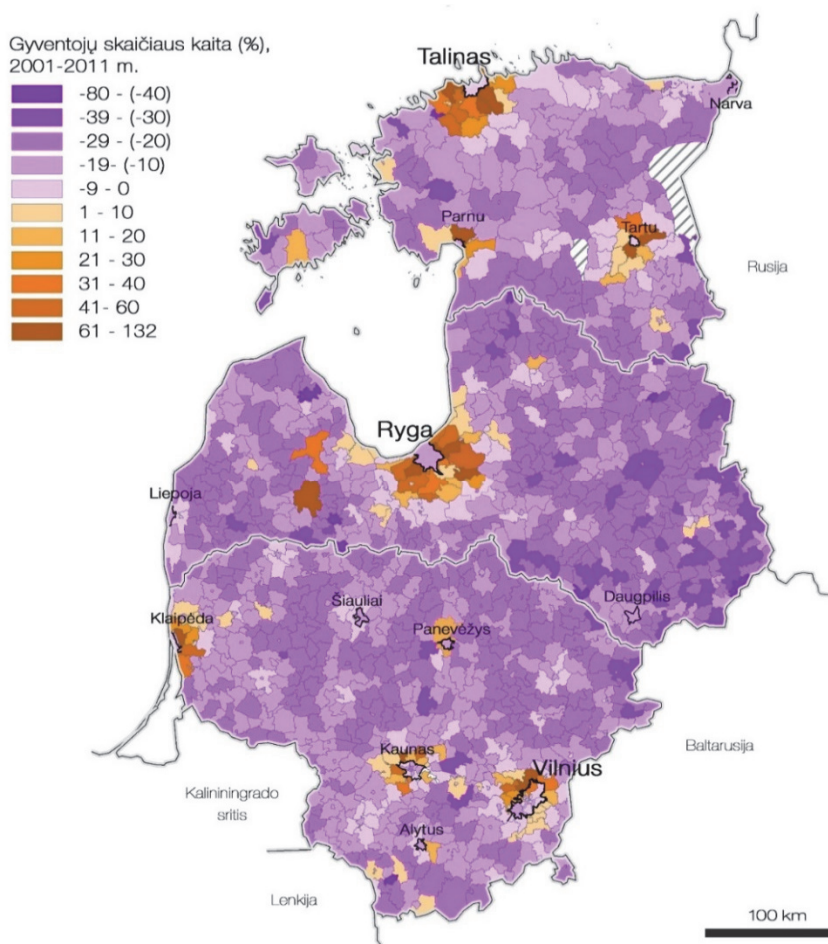 Gyventojų skaičiaus kaita (%),
2001-2011 m.
-80 - (-40)
-39 - (-30)
-29 - (-20)
-19- (-10)
-9 - 0
1 - 10
11 - 20
21 - 30
31 - 40
41- 60
61 - 132
Talinas
Narva
Parnu
Tartu
Rusija
Ryga
Liepoja
Daugpilis
Šiauliai
Klaipėda
Panevėžys
Baltarusija
Kaunas
Vilnius
Kalininingrado
sritis
Alytus
Lenkija
100 km